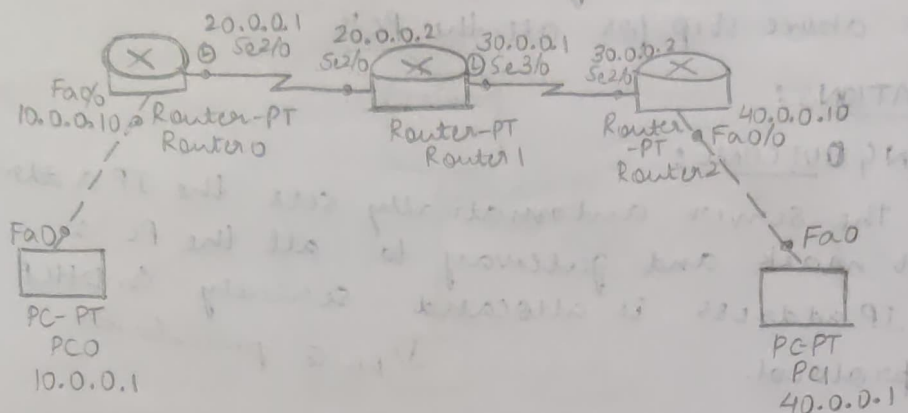 20.0.0.1
Se2/0
20.0.0.2
Se2/0
30.0.0.1
Se3/0
30.0.0.2
Se2/0
Fa%
10.0.0.10
Router-PT
Router0
Router-PT
Router1
Router
-PT
Router2
40.0.0.10
Fa0/0
Fa0
PC-PT
PC0
10.0.0.1
Fa0
PC-PT
PC1
40.0.0.1